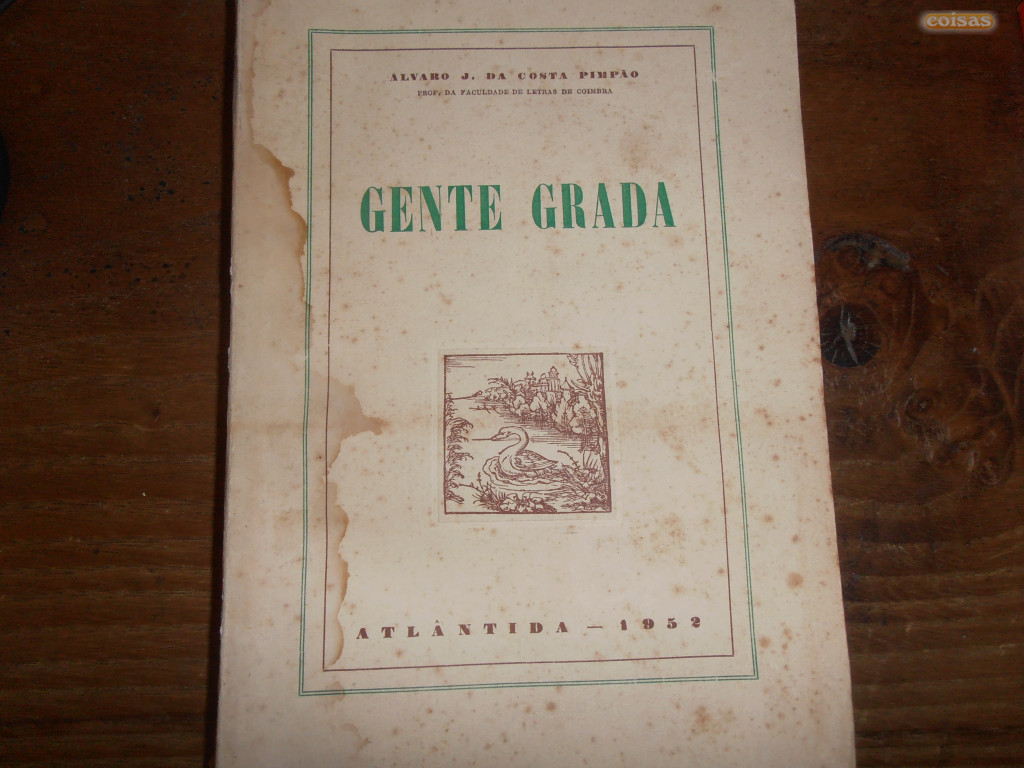 coisas
ALVARO J. DA COSTA PIMPÃO
PROF. DA FACULDADE DE LETRAS DE COIMBRA
GENTE GRADA
ATLÂNTIDA — 1952